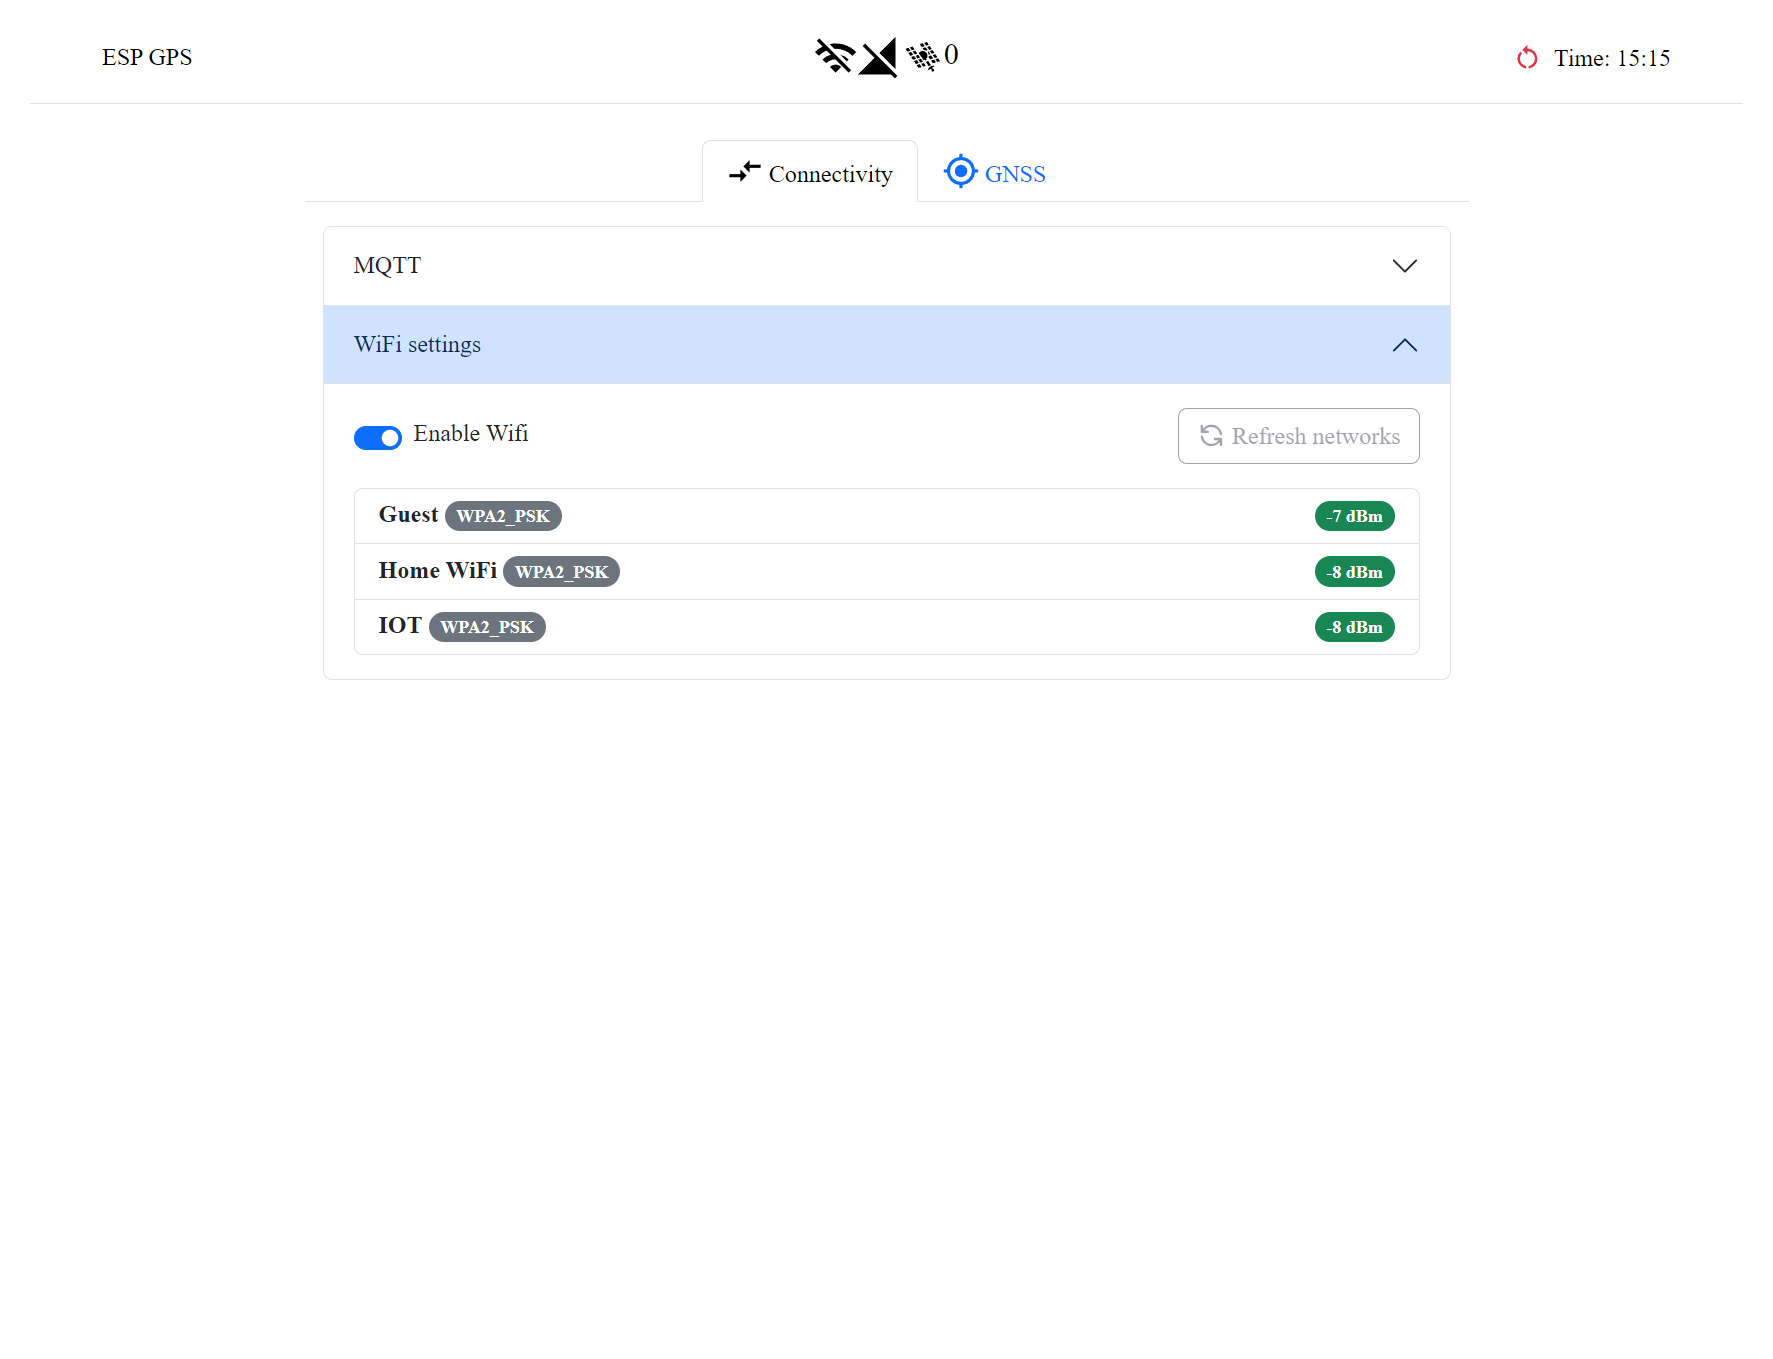 ESP GPS
0
Time: 15:15
Connectivity
GNSS
MQTT
WiFi settings
Enable Wifi
Refresh networks
Guest WPA2_PSK -7 dBm
Home WiFi WPA2_PSK -8 dBm
IOT WPA2_PSK -8 dBm